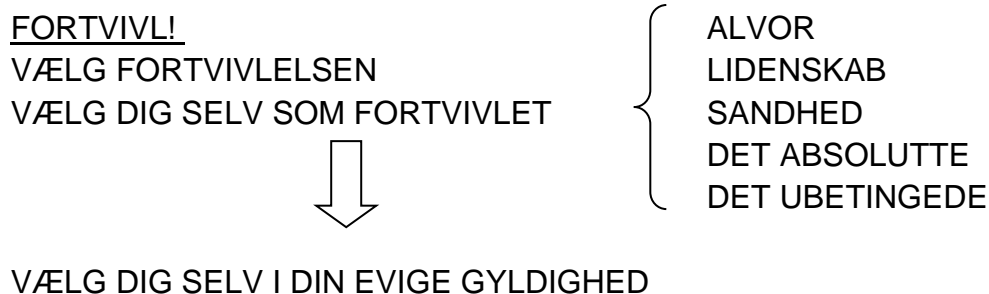 FORTVIVL!
VÆLG FORTVIVLELSEN
VÆLG DIG SELV SOM FORTVIVLET
ALVOR
LIDENSKAB
SANDHED
DET ABSOLUTTE
DET UBETINGEDE
VÆLG DIG SELV I DIN EVIGE GYLDIGHED